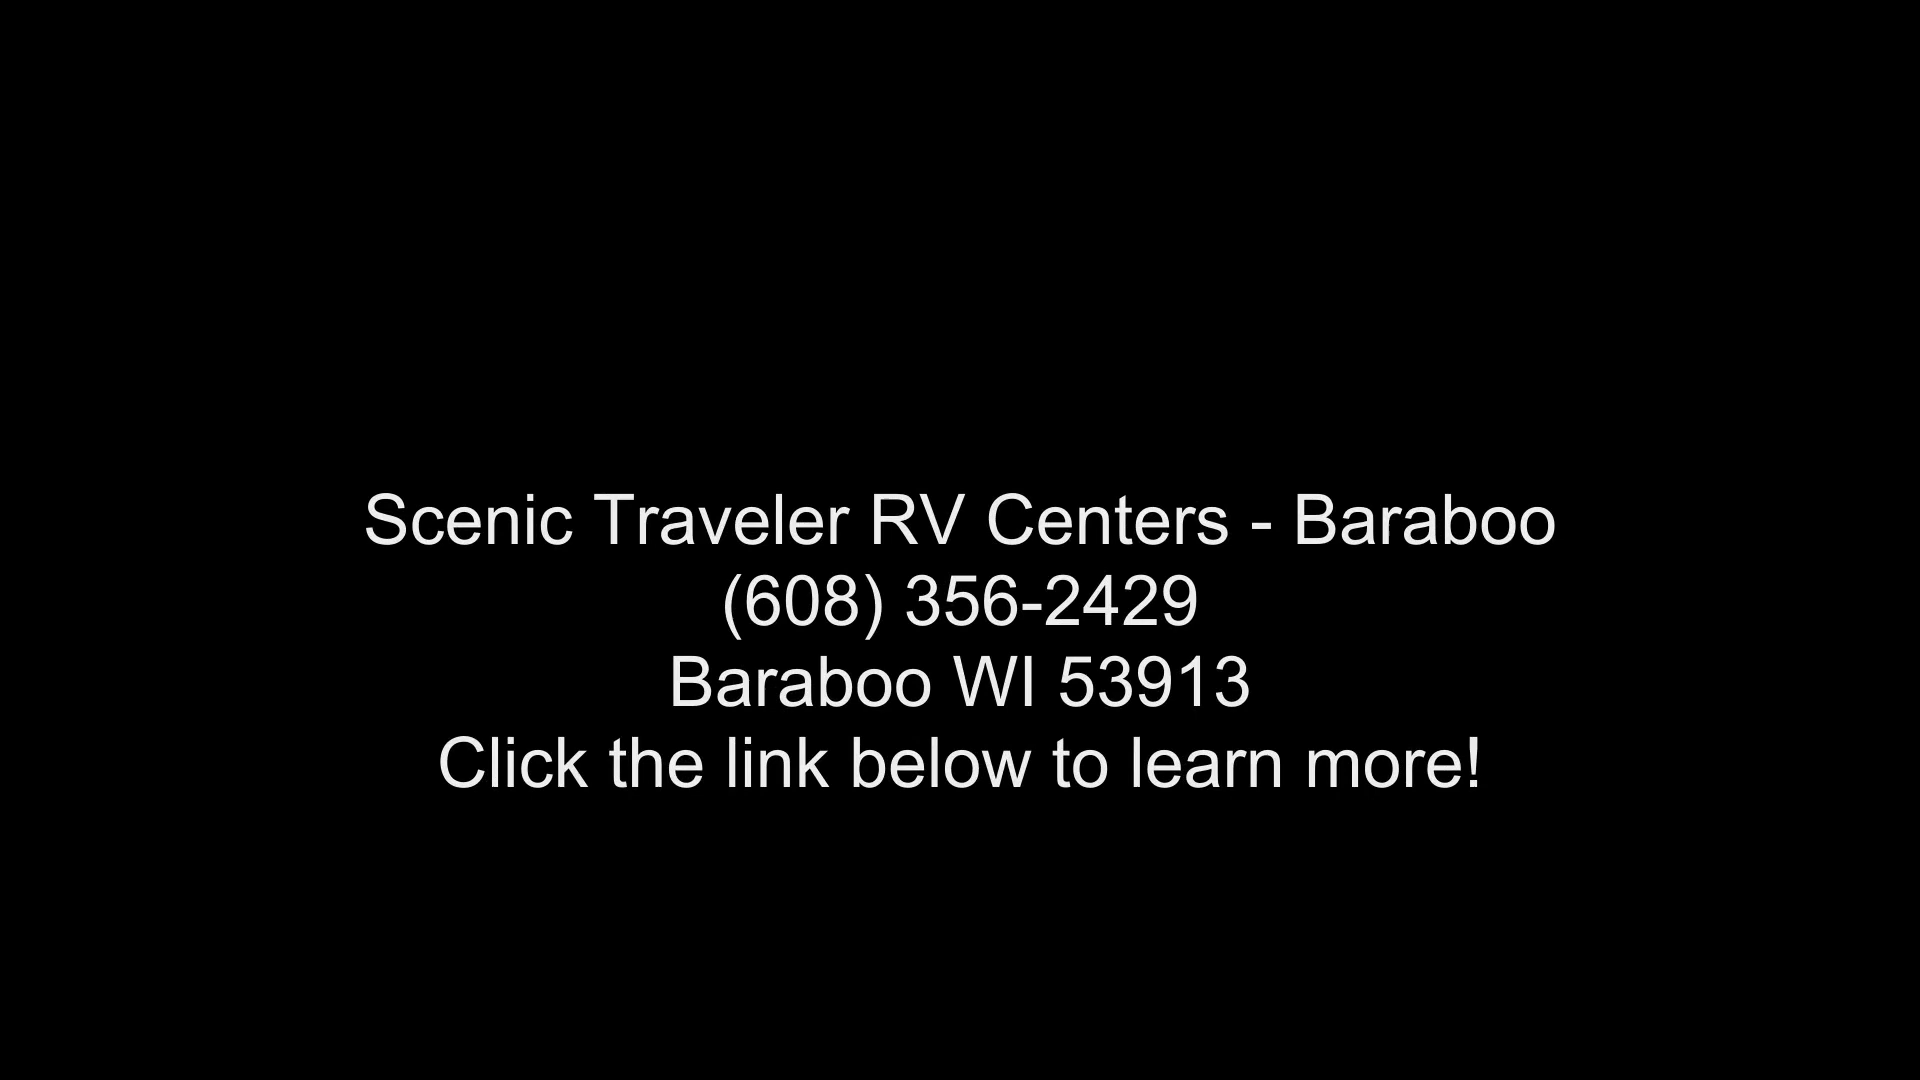 Scenic Traveler RV Centers - Baraboo
(608) 356-2429
Baraboo WI 53913
Click the link below to learn more!